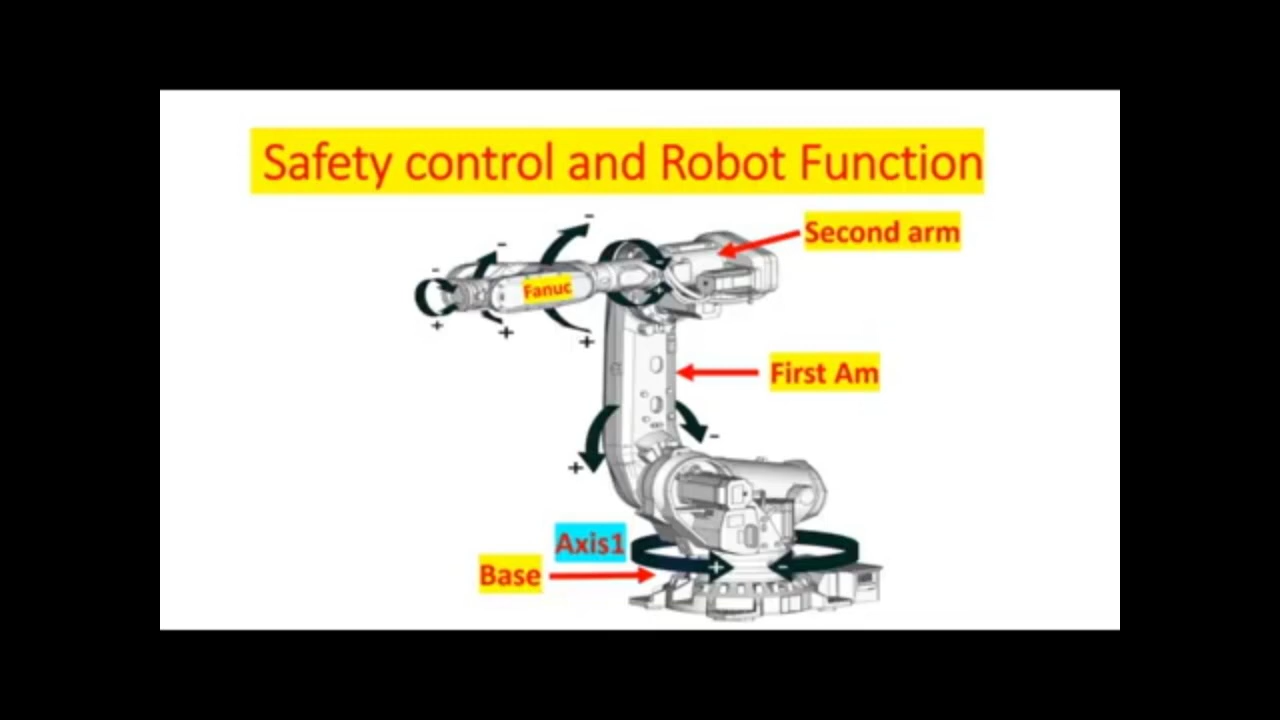 Safety control and Robot Function
Second arm
Fanuc
First Am
Axis1
Base